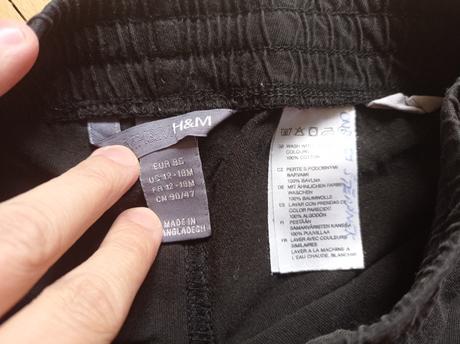 H&M
EUR 86
US 12-18M
FR 12-18M
CN 90/47
MADE IN
BANGLADESH
WASH WITH
COLOURS
100% COTTON
CZ PERTE S PODOBNÝMI
BARVAMI
100% BAVLNA
DE MIT ÄHNLICHEN FARBEN
WASCHEN
100% BAUMWOLLE
ES LAVAR CON PRENDAS DE
COLOR PARECIDO
100% ALGODÓN
FI PESTÄÄN
SAMANVÄRISTEN KANSSA
100% PUUVILLAA
FR LAVER AVEC COULEURS
SIMILAIRES
LAVER A LA MACHINE A
L'EAU CHAUDE,